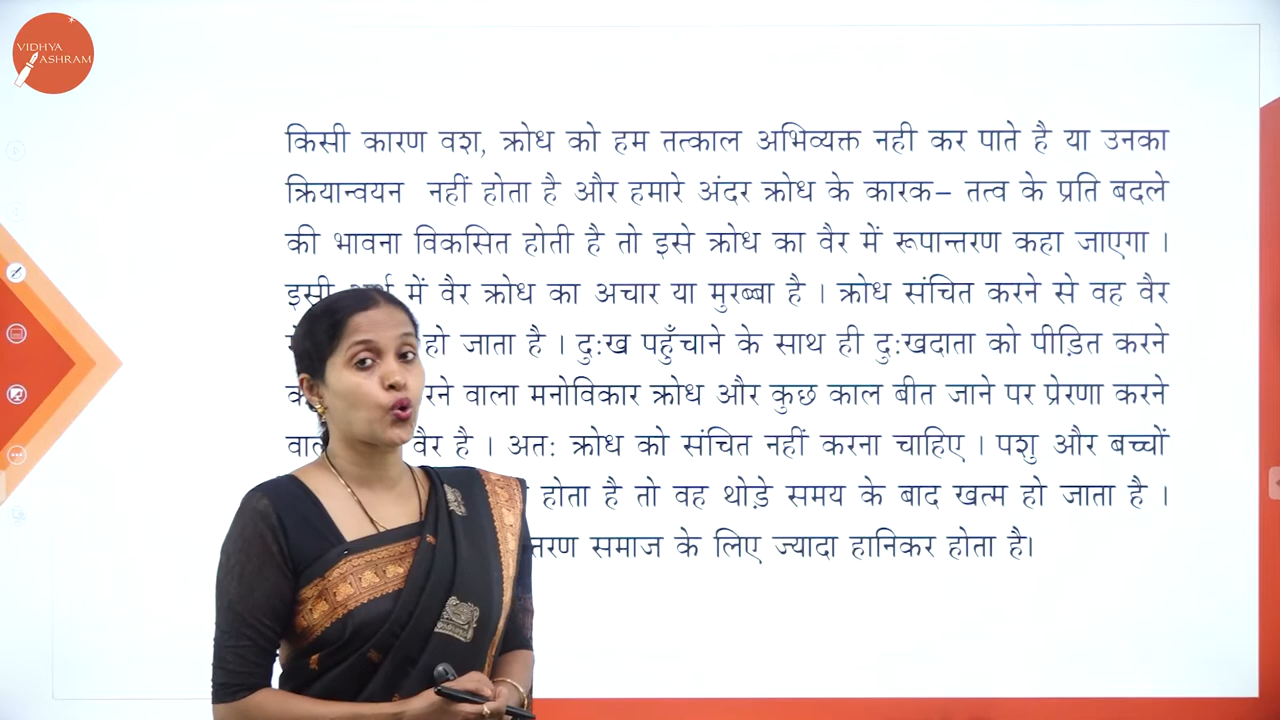 VIDHYA
ASHRAM
किसी कारण वश, क्रोध को हम तत्काल अभिव्यक्त नही कर पाते है या उनका
क्रियान्वयन नहीं होता है और हमारे अंदर क्रोध के कारक– तत्व के प्रति बदले
की भावना विकसित होती है तो इसे क्रोध का वैर में रूपान्तरण कहा जाएगा ।
इसी में वैर क्रोध का अचार या मुरब्बा है । क्रोध संचित करने से वह वैर
हो जाता है । दुःख पहुँचाने के साथ ही दुःखदाता को पीड़ित करने
वाला मनोविकार क्रोध और कुछ काल बीत जाने पर प्रेरणा करने
वैर है । अतः क्रोध को संचित नहीं करना चाहिए । पशु और बच्चों
होता है तो वह थोड़े समय के बाद खत्म हो जाता है ।
समाज के लिए ज्यादा हानिकर होता है।